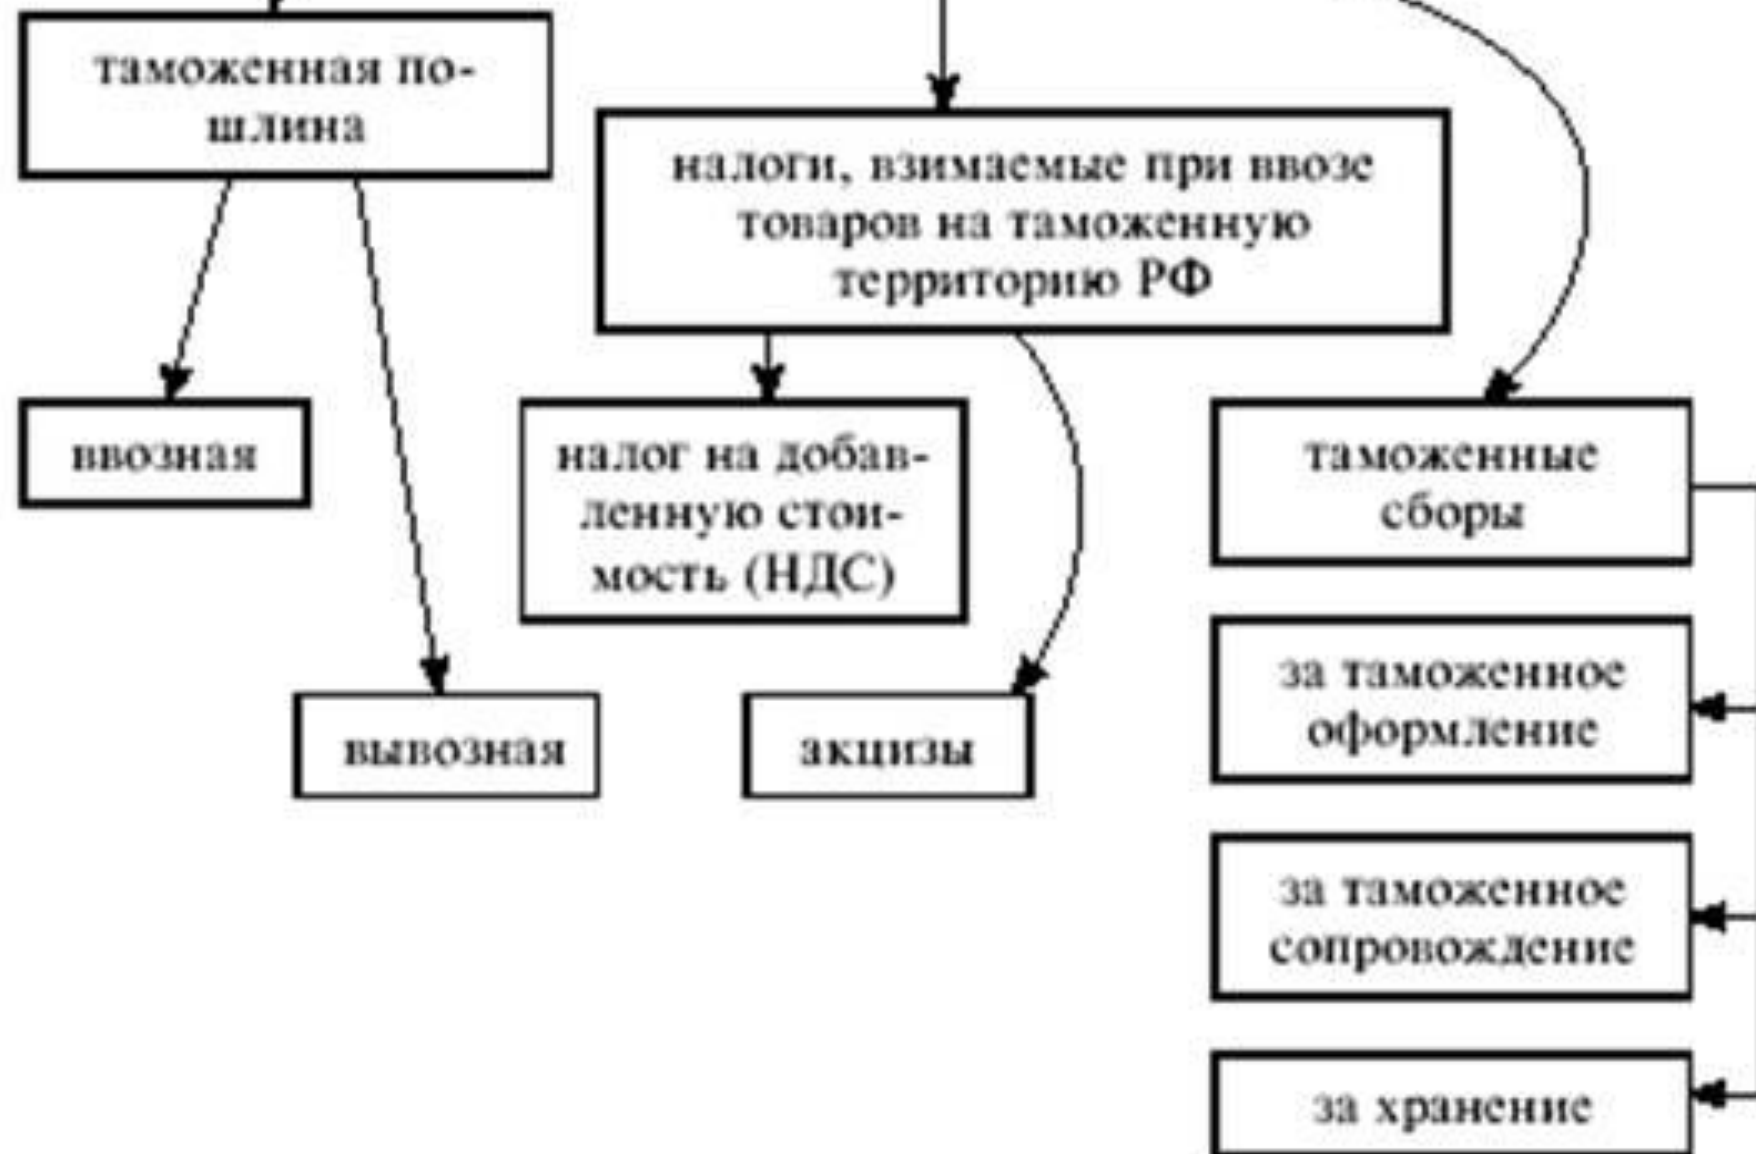 таможенная по-
шлина
налоги, взимаемые при ввозе
товаров на таможенную
территорию РФ
ввозная
налог на добав-
ленную стои-
мость (НДС)
таможенные
сборы
за таможенное
оформление
вывозная
акцизы
за таможенное
сопровождение
за хранение